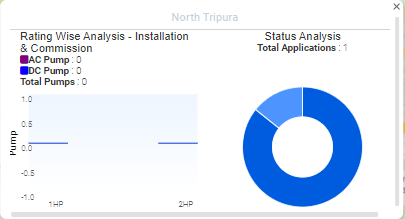 North Tripura
Rating Wise Analysis - Installation
& Commission
AC Pump : 0
DC Pump : 0
Total Pumps : 0
Pump
1.0
0.5
0.0
-0.5
-1.0
1HP
2HP
Status Analysis
Total Applications : 1